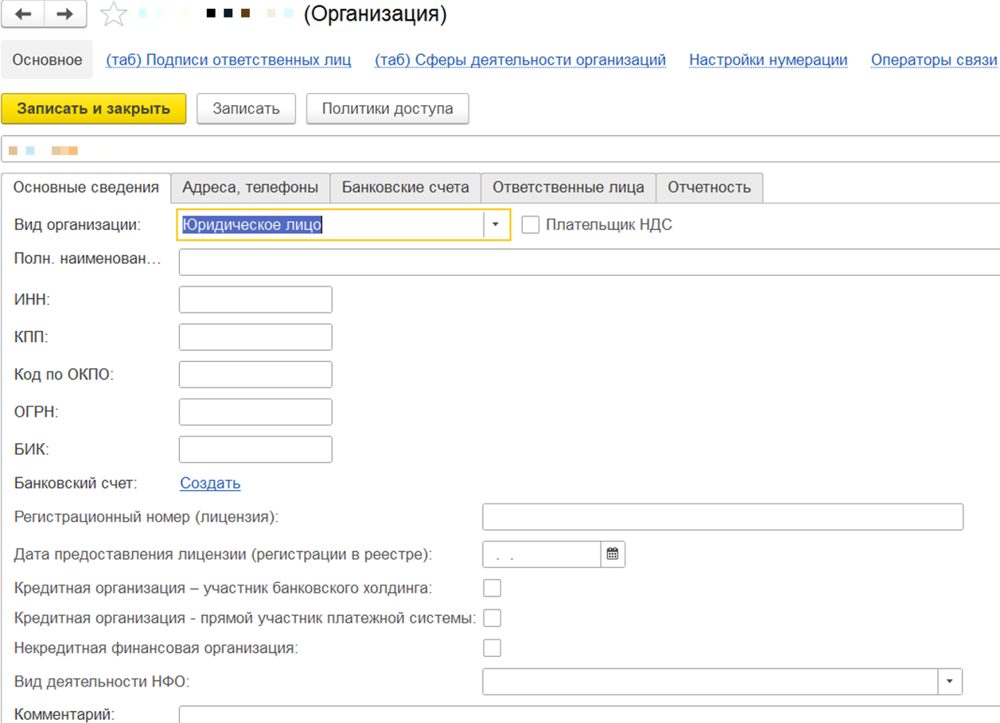 (Организация)
Основное (таб) Подписи ответственных лиц (таб) Сферы деятельности организаций Настройки нумерации Операторы связи
Записать и закрыть Записать Политики доступа
Основные сведения Адреса, телефоны Банковские счета Ответственные лица Отчетность
Вид организации: Юридическое лицо Плательщик НДС
Полн. наименован...
ИНН:
КПП:
Код по ОКПО:
ОГРН:
БИК:
Банковский счет: Создать
Регистрационный номер (лицензия):
Дата предоставления лицензии (регистрации в реестре): . .
Кредитная организация – участник банковского холдинга:
Кредитная организация - прямой участник платежной системы:
Некредитная финансовая организация:
Вид деятельности НФО:
Комментарий: